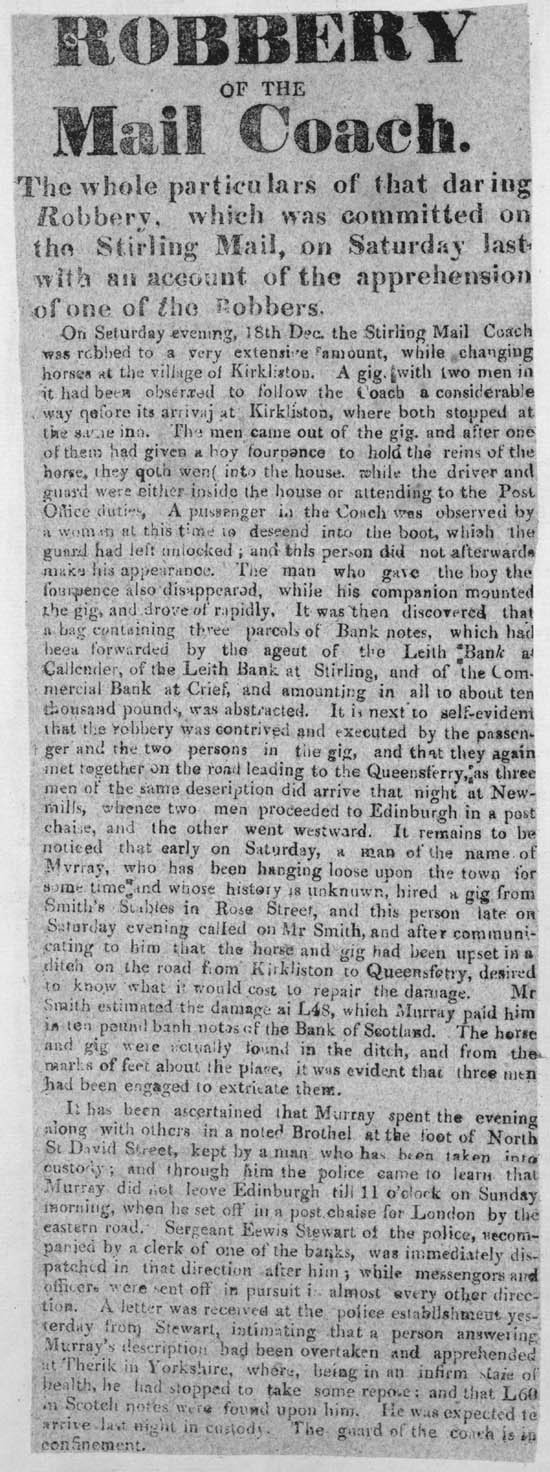 ROBBERY
OF THE
Mail Coach.
The whole particulars of that daring
Robbery, which was committed on
the Stirling Mail, on Saturday last
with an account of the apprehension
of one of the Robbers.
On Seturday evening, 18th Dec. the Stirling Mail Coach
was robbed to a very extensive amount, while changing
horses at the village of Kirkliston. A gig, with two men in
it had been observed to follow the Coach a considerable
way qefore its arrivaj at Kirkliston, where both stopped at
the same inn. The men came out of the gig. and after one
of them had given a boy fourpence to hold the reins of the
horse, they qoth wen( into the house. while the driver and
guard were either inside the house or attending to the Post
Office duties, A passenger in the Coach was observed by
a woman at this time to descend into the boot, which the
guard had left unlocked ; and this person did not afterwards
make his appearance. The man who gave the boy the
fourpence also disappeared, while his companion mounted
the gig, and drove of rapidly. It was then discovered that
a bag containing three parcels of Bank notes, which had
beea forwarded by the agent of the Leith Bank at
Callender, of the Leith Bank at Stirling, and of the Com-
mercial Bank at Crief, and amounting in all to about ten
thousand pounds, was abstracted. It is next to self-evident
that the robbery was contrived and executed by the passen-
ger and the two persons in the gig, and that they again
met together on the road leading to the Queensferry, as three
men of the same description did arrive that night at New-
mills, whence two men proceeded to Edinburgh in a post
chaise, and the other went westward. It remains to be
noticed that early on Saturday, a man of the name of
Mvrray, who has been hanging loose upon the town for
some time and whose history is unknuwn, hired a gig from
Smith's Stables in Rose Street, and this person late on
Saturday evening called on Mr Smith, and after communi-
cating to him that the horse and gig had been upset in a
ditch on the road from Kirkliston to Queensferry, desired
to know what it would cost to repair the damage. Mr
Smith estimated the damage ai L48, which Murray paid him
in ten pound banh notes of the Bank of Scotland. The horse
and gig were actually found in the ditch, and from the
marks of feet about the place, it was evident that three men
had been engaged to extricate them.
It has been ascertained that Murray spent the evening
along with others in a noted Brothel at the foot of North
St David Street, kept by a man who has been taken into
custody ; and through him the police came to learn that
Murray did not leove Edinburgh till 11 o'clock on Sunday
morning, when he set off in a post chaise for London by the
eastern road. Sergeant Eewis Stewart of the police, accom-
panied by a clerk of one of the banks, was immediately dis-
patched in that direction after him ; while messengors and
officers were sent off in pursuit in almost every other direc-
tion. A letter was received at the police establishment yes-
terday from Stewart, intimating that a person answering
Murray's description had been overtaken and apprehended
at Therik in Yorkshire, where, being in an infirm state of
health, he had stopped to take some repose ; and that L60
in Scotch notes were found upon him. He was expected to
arrive last night in custody. The guard of the coach is in
confinement.